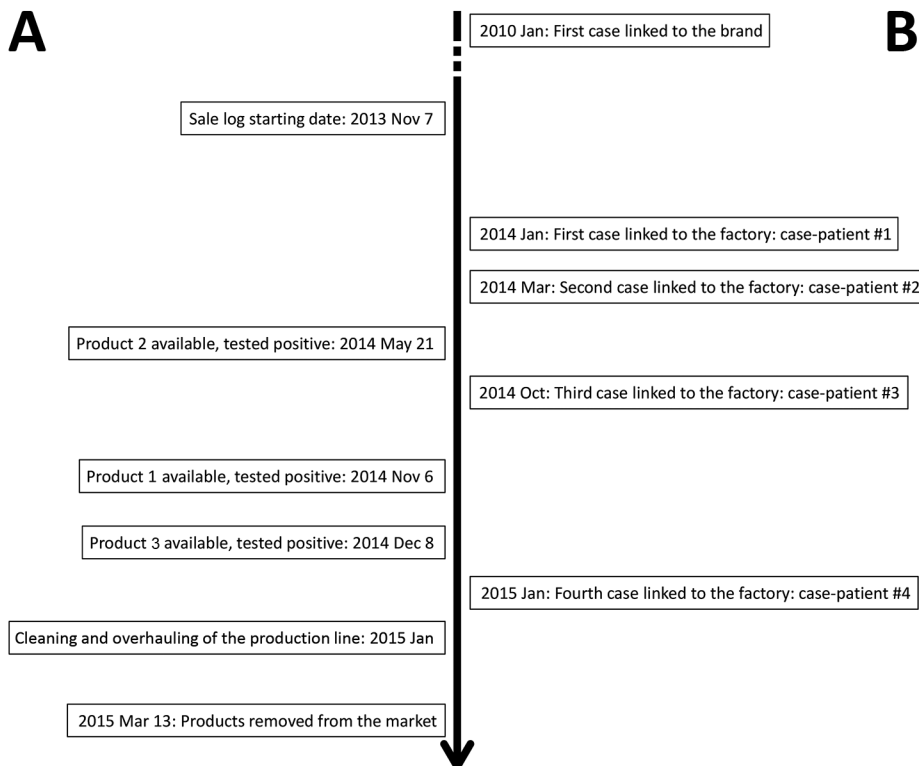 A
B
2010 Jan: First case linked to the brand
Sale log starting date: 2013 Nov 7
2014 Jan: First case linked to the factory: case-patient #1
2014 Mar: Second case linked to the factory: case-patient #2
Product 2 available, tested positive: 2014 May 21
2014 Oct: Third case linked to the factory: case-patient #3
Product 1 available, tested positive: 2014 Nov 6
Product 3 available, tested positive: 2014 Dec 8
2015 Jan: Fourth case linked to the factory: case-patient #4
Cleaning and overhauling of the production line: 2015 Jan
2015 Mar 13: Products removed from the market